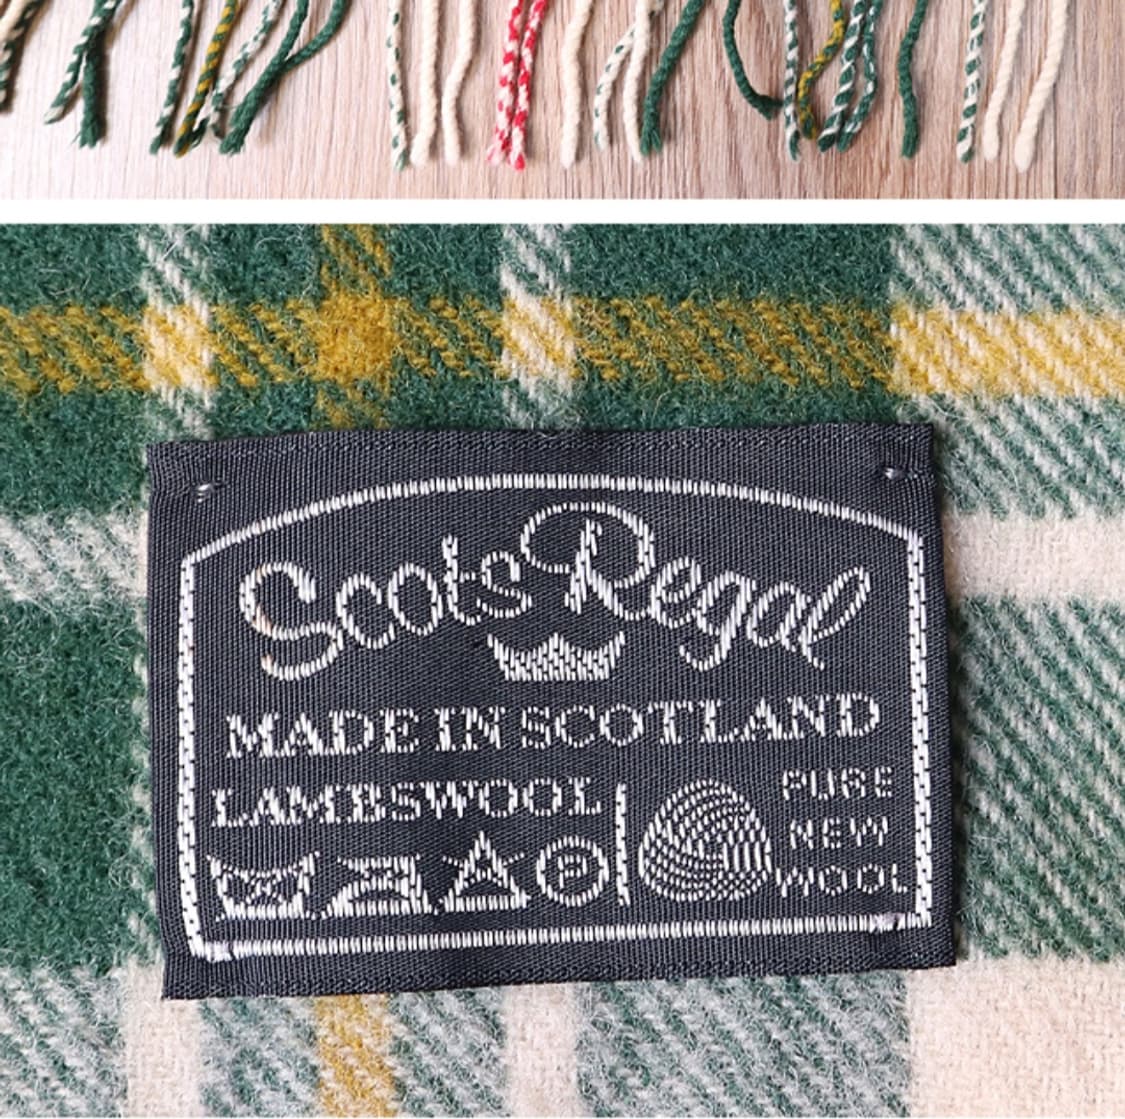 Scots Regal
MADE IN SCOTLAND
LAMBSWOOL
PURE
NEW
WOOL
P